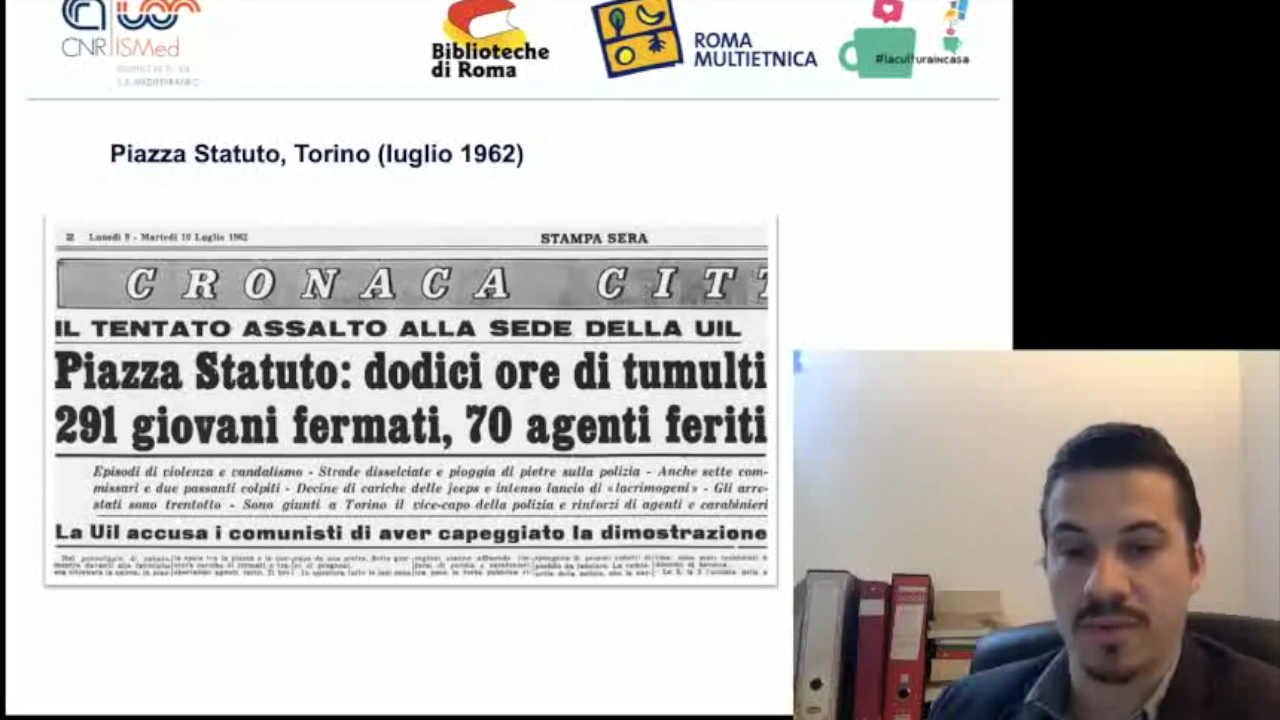 CNR ISMed
Biblioteche
di Roma
ROMA
MULTIETNICA
#laculturaincasa
Piazza Statuto, Torino (luglio 1962)
2 Lunedì 9 - Martedì 10 Luglio 1962 STAMPA SERA
CRONACA CITT
IL TENTATO ASSALTO ALLA SEDE DELLA UIL
Piazza Statuto: dodici ore di tumulti
291 giovani fermati, 70 agenti feriti
Episodi di violenza e vandalismo - Strade disselciate e pioggia di pietre sulla polizia - Anche sette com-
missari e due passanti colpiti - Decine di cariche delle jeeps e intenso lancio di «lacrimogeni» - Gli arre-
stati sono trentotto - Sono giunti a Torino il vice-capo della polizia e rinforzi di agenti e carabinieri
La Uil accusa i comunisti di aver capeggiato la dimostrazione